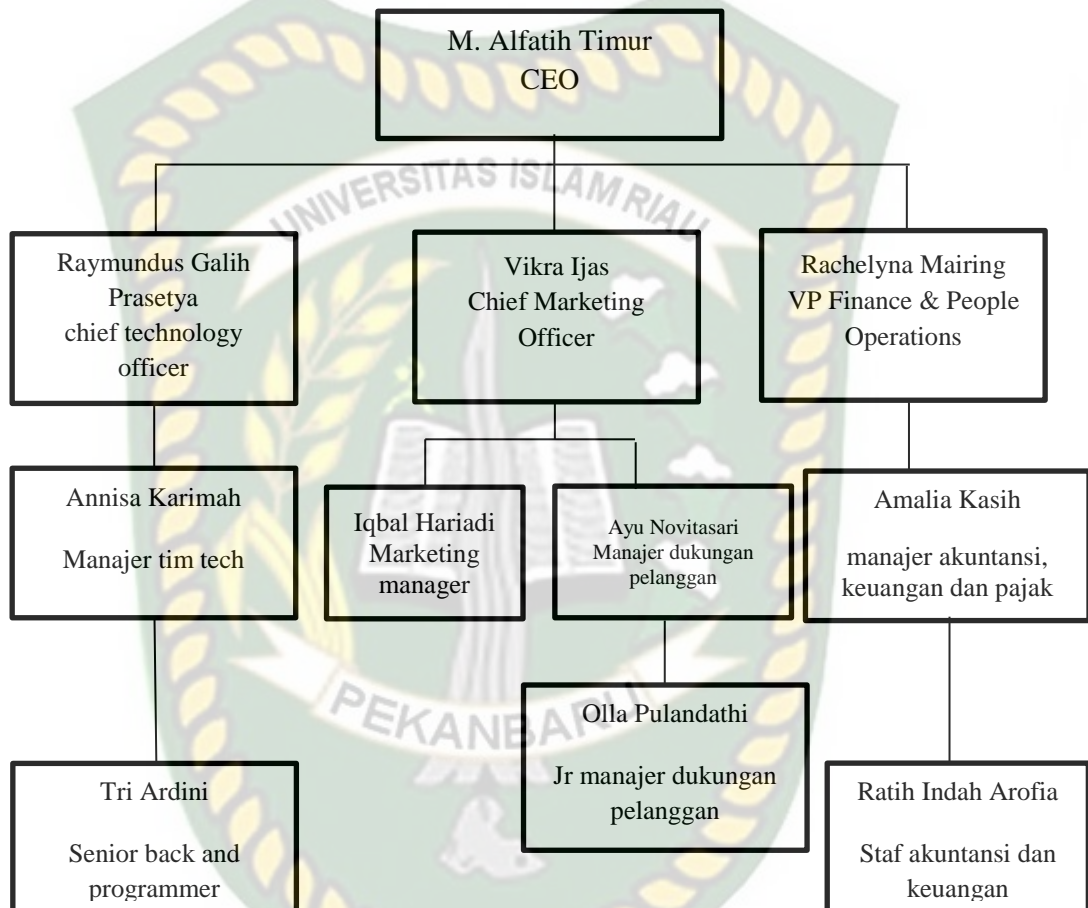 M. Alfatih Timur
CEO
UNIVERSITAS ISLAM RIAU
Raymundus Galih
Prasetya
chief technology
officer
Vikra Ijas
Chief Marketing
Officer
Rachelyna Mairing
VP Finance & People
Operations
Annisa Karimah
Manajer tim tech
Iqbal Hariadi
Marketing
manager
Ayu Novitasari
Manajer dukungan
pelanggan
Amalia Kasih
manajer akuntansi,
keuangan dan pajak
PEKANBARU
Olla Pulandathi
Jr manajer dukungan
pelanggan
Tri Ardini
Senior back and
programmer
Ratih Indah Arofia
Staf akuntansi dan
keuangan